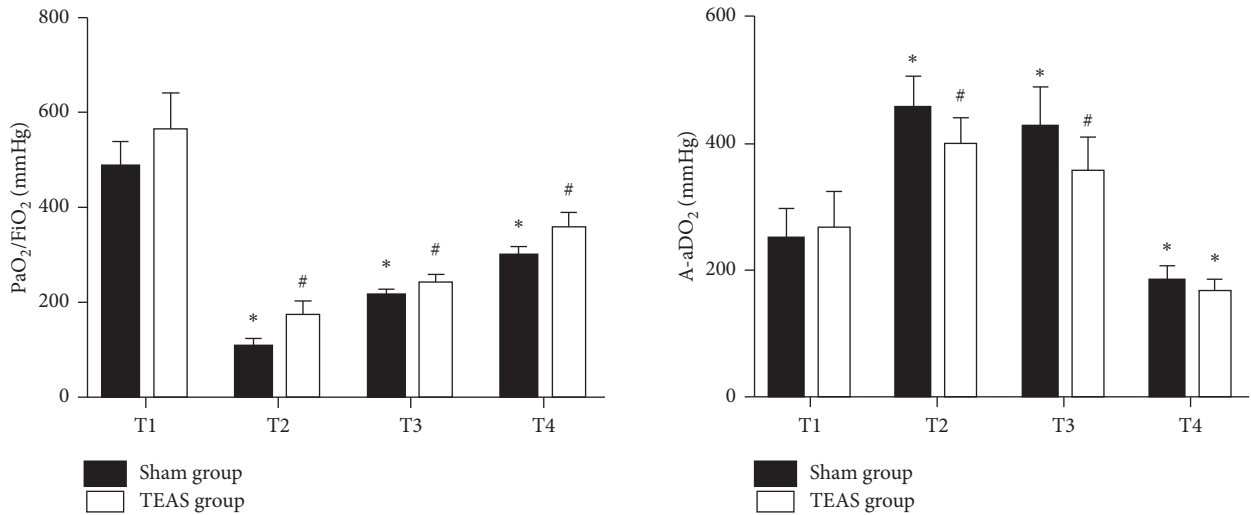 800
600
400
200
0
PaO2/FiO2 (mmHg)
*
#
*
#
*
#
T1 T2 T3 T4
Sham group
TEAS group
600
400
200
0
A-aDO2 (mmHg)
*
#
*
#
*
*
T1 T2 T3 T4
Sham group
TEAS group